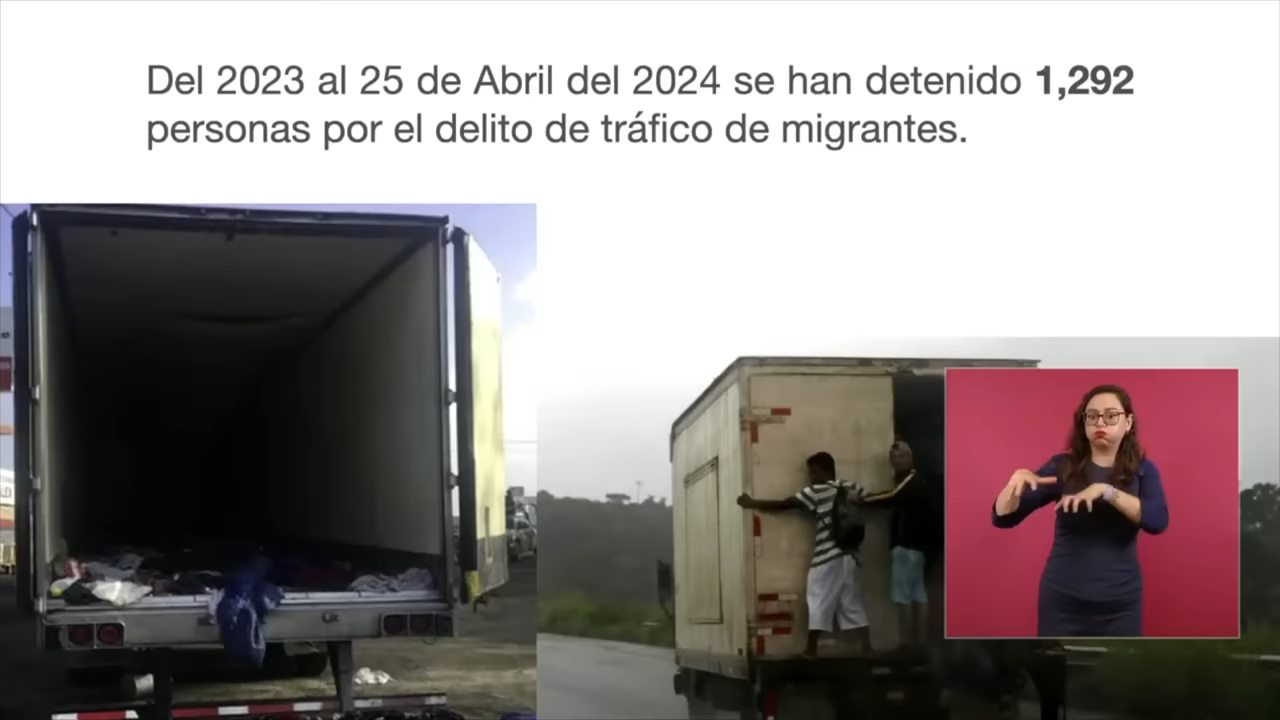 Del 2023 al 25 de Abril del 2024 se han detenido 1,292
personas por el delito de tráfico de migrantes.